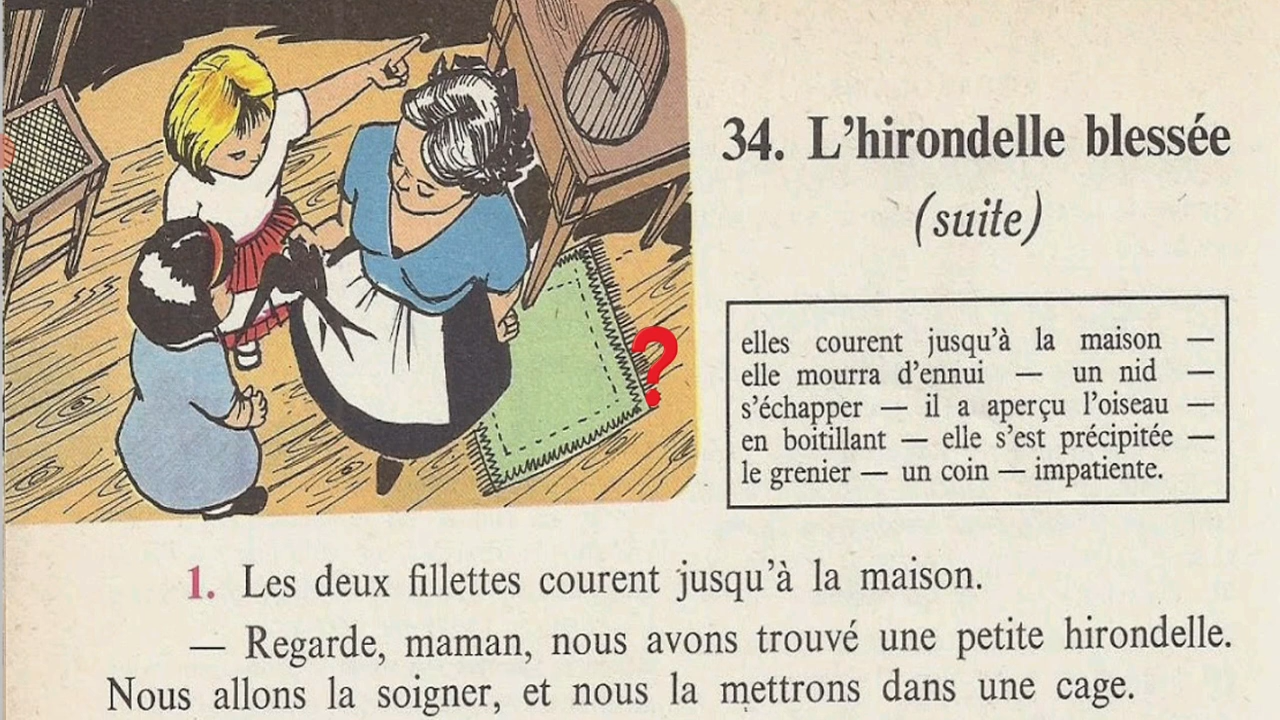 34. L'hirondelle blessée
(suite)
elles courent jusqu'à la maison —
elle mourra d'ennui — un nid —
s'échapper — il a aperçu l'oiseau —
en boitillant — elle s'est précipitée —
le grenier — un coin — impatiente.
?
1. Les deux fillettes courent jusqu'à la maison.
— Regarde, maman, nous avons trouvé une petite hirondelle.
Nous allons la soigner, et nous la mettrons dans une cage.